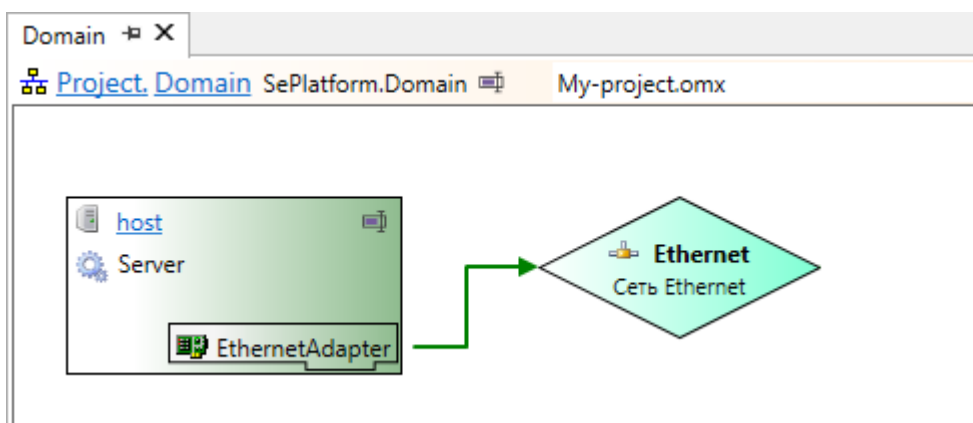 Domain
Project. Domain SePlatform.Domain My-project.omx
host
Server
EthernetAdapter
Ethernet
Сеть Ethernet